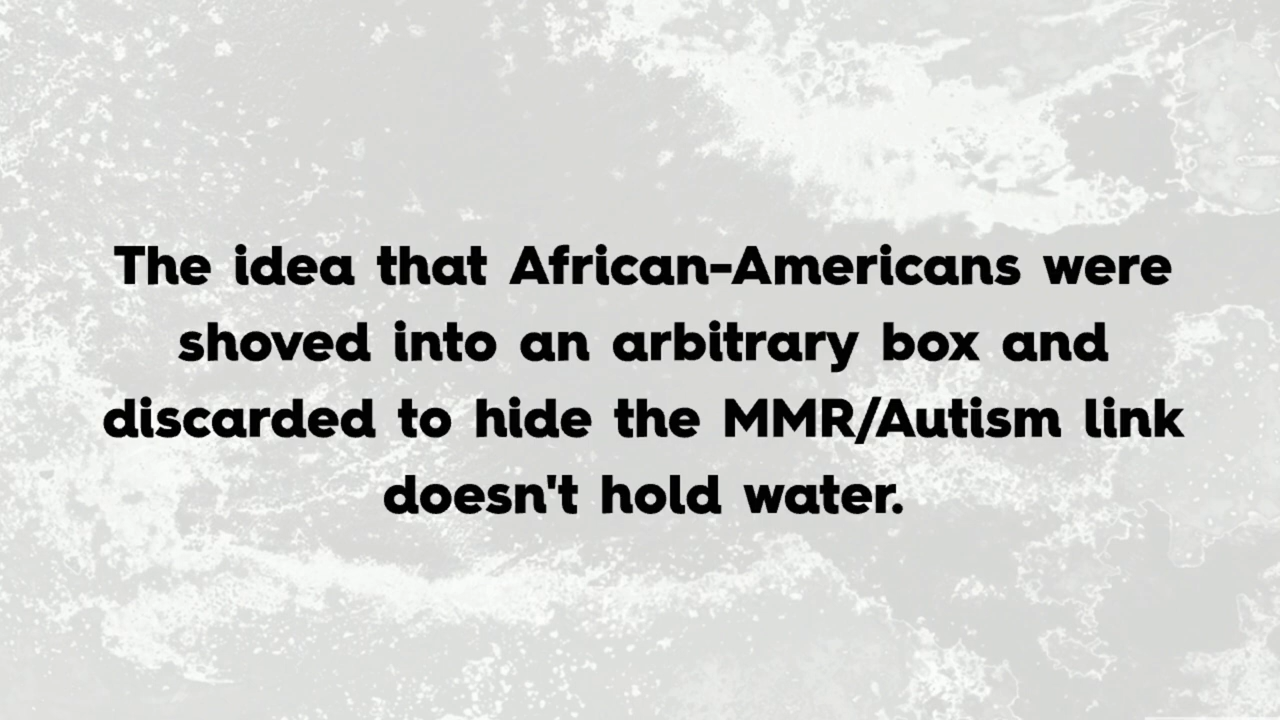 The idea that African-Americans were
shoved into an arbitrary box and
discarded to hide the MMR/Autism link
doesn't hold water.